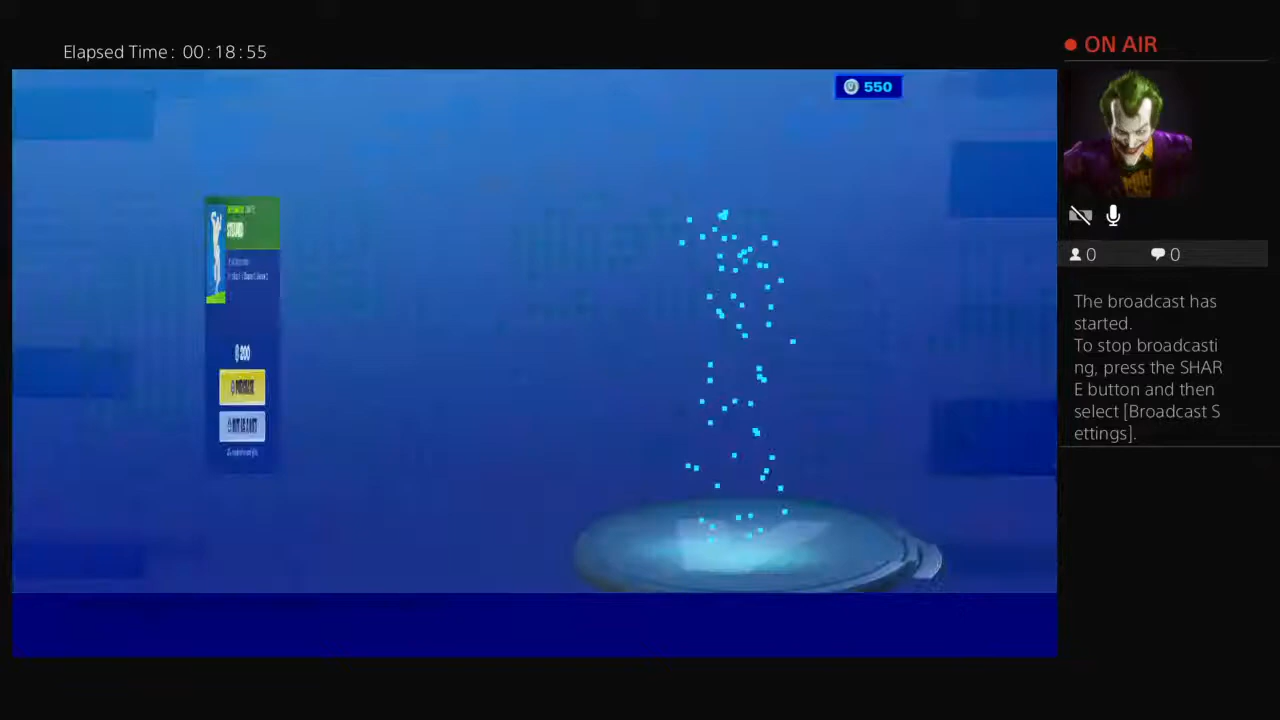 Elapsed Time: 00:18:55
ON AIR
550
0
0
200
The broadcast has
started.
To stop broadcasti
ng, press the SHAR
E button and then
select [Broadcast S
ettings].